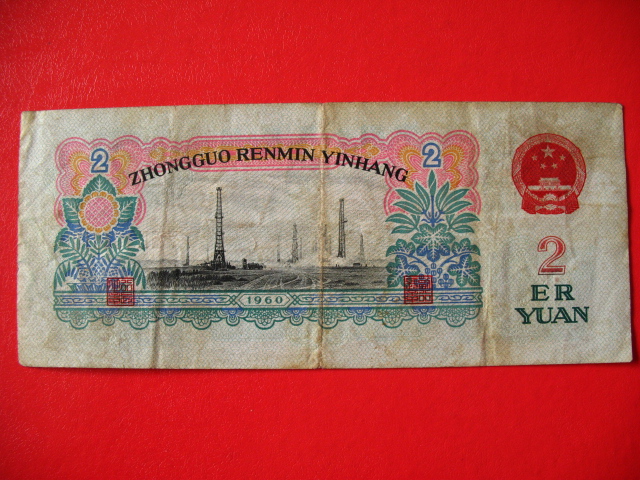 2
2
ZHONGGUO RENMIN YINHANG
1960
2
ER
YUAN